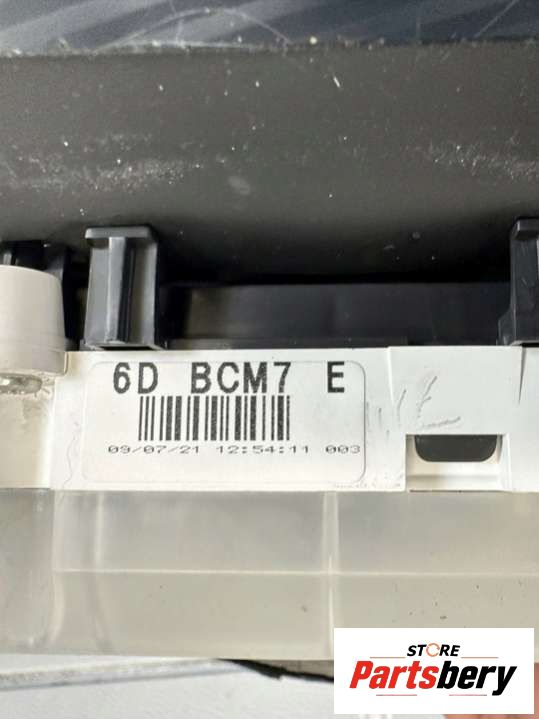 6D BCM7 E
09/07/21 12:54:11 003
STORE
Partsbery